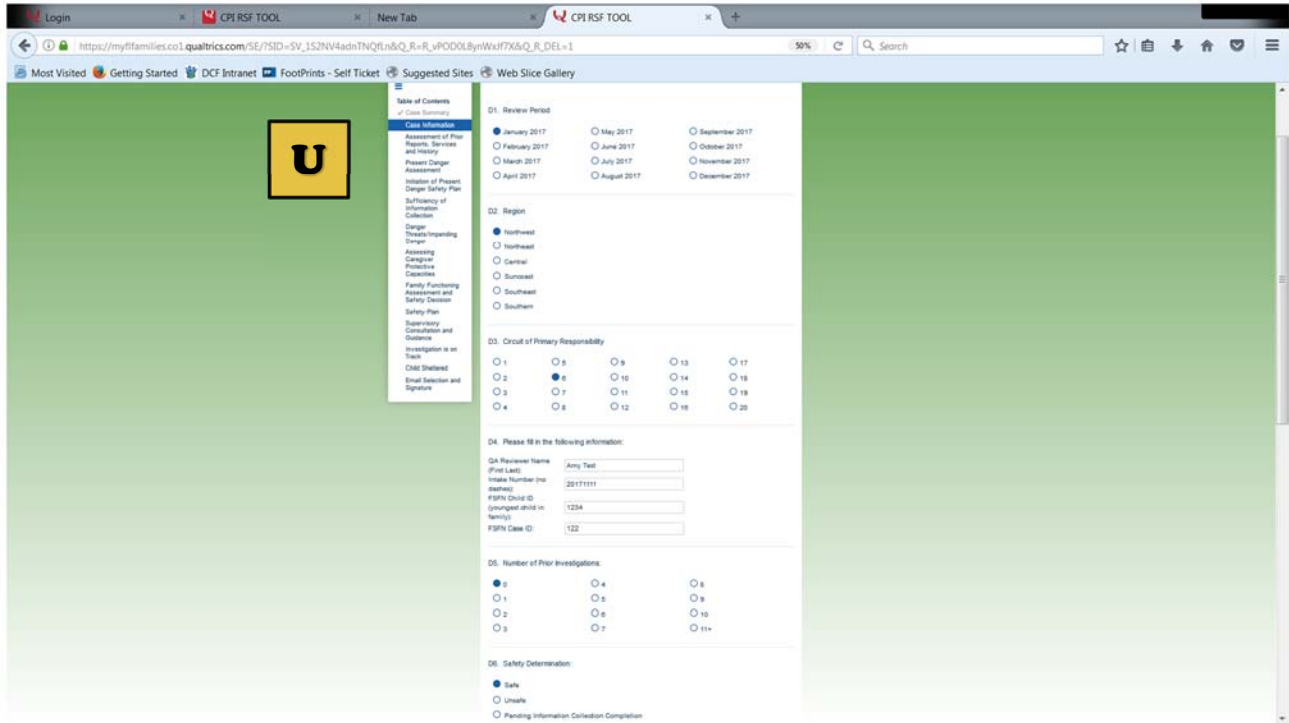 Login
CPI RSF TOOL
New Tab
CPI RSF TOOL
https://myflfamilies.co1.qualtrics.com/SE/?SID=SV_1S2NV4adnTNQfLn&Q_R=R_vPOD0L8ynWxJf7X&Q_R_DEL=1
50%
Search
Most Visited Getting Started DCF Intranet FootPrints - Self Ticket Suggested Sites Web Slice Gallery
U
Table of Contents
Case Summary
Case Information
Assessment of Prior
Reports, Services
and History
Present Danger
Assessment
Initiation of Present
Danger Safety Plan
Sufficiency of
Information
Collection
Danger
Threats/Impending
Danger
Assessing
Caregiver
Protective
Capacities
Family Functioning
Assessment and
Safety Decision
Safety Plan
Supervisory
Consultation and
Guidance
Investigation is on
Track
Child Sheltered
Email Selection and
Signature
D1. Review Period
January 2017 May 2017 September 2017
February 2017 June 2017 October 2017
March 2017 July 2017 November 2017
April 2017 August 2017 December 2017
D2. Region
Northwest
Northeast
Central
Suncoast
Southeast
Southern
D3. Circuit of Primary Responsibility
1 5 9 13 17
2 6 10 14 18
3 7 11 15 19
4 8 12 16 20
D4. Please fill in the following information:
QA Reviewer Name
(First Last):
Amy Test
Intake Number (no
dashes):
20171111
FSFN Child ID
(youngest child in
family):
1234
FSFN Case ID:
122
D5. Number of Prior Investigations:
0 4 8
1 5 9
2 6 10
3 7 11+
D6. Safety Determination:
Safe
Unsafe
Pending Information Collection Completion